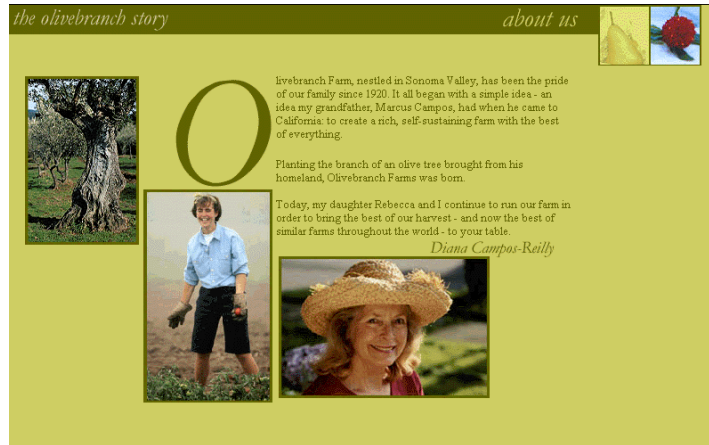 the olivebranch story
about us
Olivebranch Farm, nestled in Sonoma Valley, has been the pride
of our family since 1920. It all began with a simple idea - an
idea my grandfather, Marcus Campos, had when he came to
California: to create a rich, self-sustaining farm with the best
of everything.
Planting the branch of an olive tree brought from his
homeland, Olivebranch Farms was born.
Today, my daughter Rebecca and I continue to run our farm in
order to bring the best of our harvest - and now the best of
similar farms throughout the world - to your table.
Diana Campos-Reilly